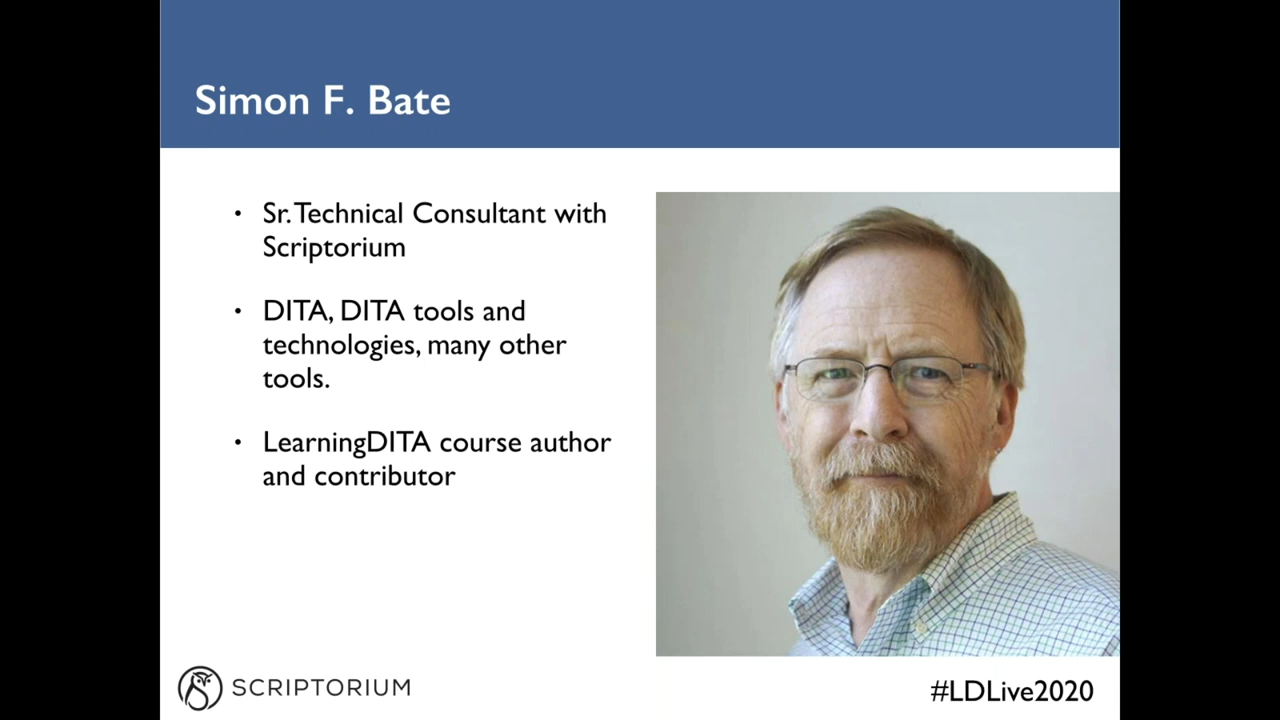 Simon F. Bate
• Sr. Technical Consultant with
Scriptorium
• DITA, DITA tools and
technologies, many other
tools.
• LearningDITA course author
and contributor
SCRIPTORIUM
#LDLive2020